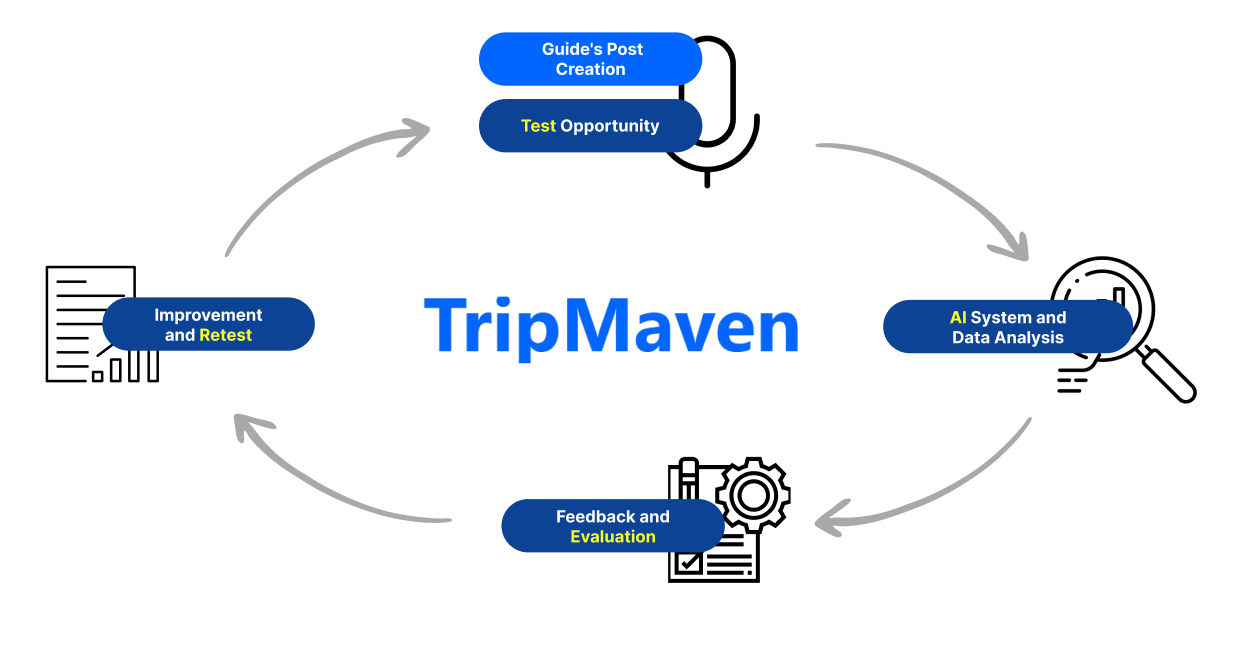 Guide's Post
Creation
Test Opportunity
Improvement
and Retest
TripMaven
AI System and
Data Analysis
Feedback and
Evaluation